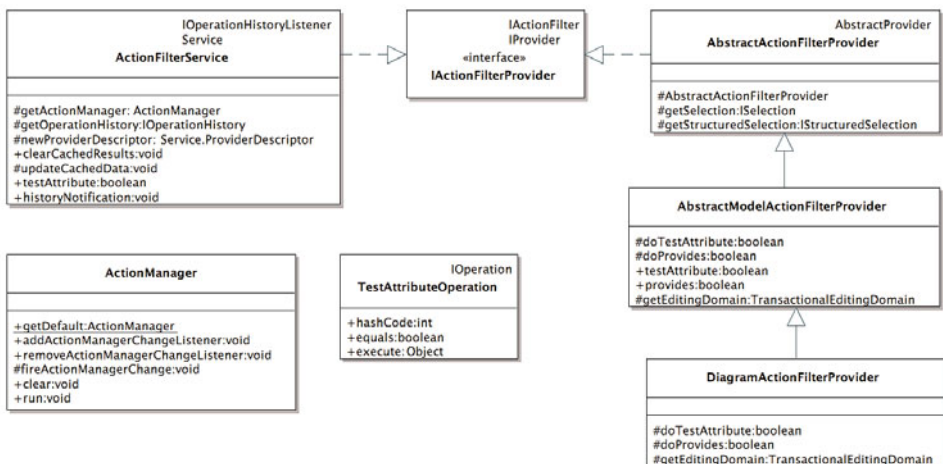 IOperationHistoryListener
Service
ActionFilterService
#getActionManager: ActionManager
#getOperationHistory:IOperationHistory
#newProviderDescriptor: Service.ProviderDescriptor
+clearCachedResults:void
#updateCachedData:void
+testAttribute:boolean
+historyNotification:void
IActionFilter
IProvider
«interface»
IActionFilterProvider
AbstractProvider
AbstractActionFilterProvider
#AbstractActionFilterProvider
#getSelection:ISelection
#getStructuredSelection:IStructuredSelection
AbstractModelActionFilterProvider
#doTestAttribute:boolean
#doProvides:boolean
+testAttribute:boolean
+provides:boolean
#getEditingDomain:TransactionalEditingDomain
ActionManager
+getDefault:ActionManager
+addActionManagerChangeListener:void
+removeActionManagerChangeListener:void
#fireActionManagerChange:void
+clear:void
+run:void
IOperation
TestAttributeOperation
+hashCode:int
+equals:boolean
+execute:Object
DiagramActionFilterProvider
#doTestAttribute:boolean
#doProvides:boolean
#getEditingDomain:TransactionalEditingDomain